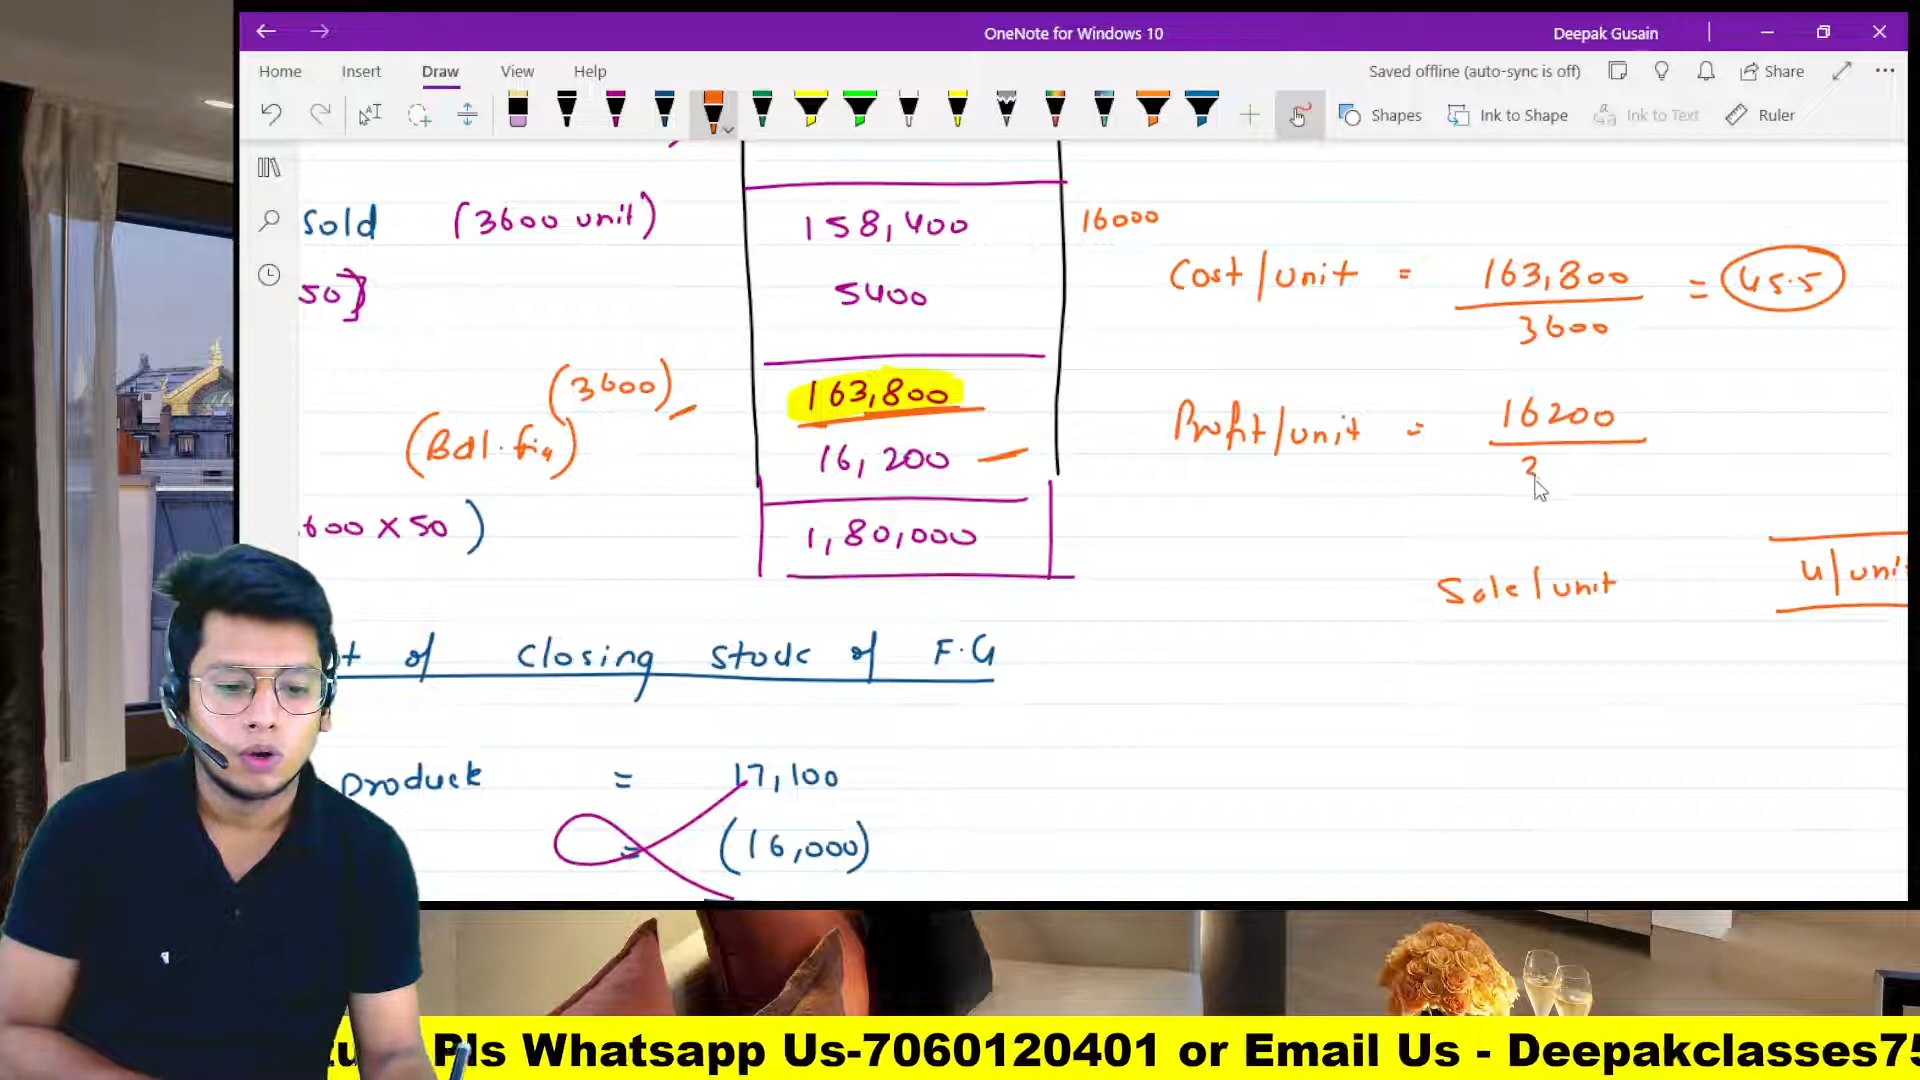 OneNote for Windows 10
Deepak Gusain
Home Insert Draw View Help
Saved offline (auto-sync is off) Share
Shapes Ink to Shape Ink to Text Ruler
Sold (3600 unit) 158,400 16000
50)] 5400
Cost/unit = 163,800 / 3600 = 45.5
(3600) 163,800
(Bal. fig) 16,200
Profit/unit = 16200 / 3
600 x 50 ) 1,80,000
Sale/unit 4/uni
of closing stock of F.G
product = 17,100
= (16,000)
Pls Whatsapp Us-7060120401 or Email Us - Deepakclasses75